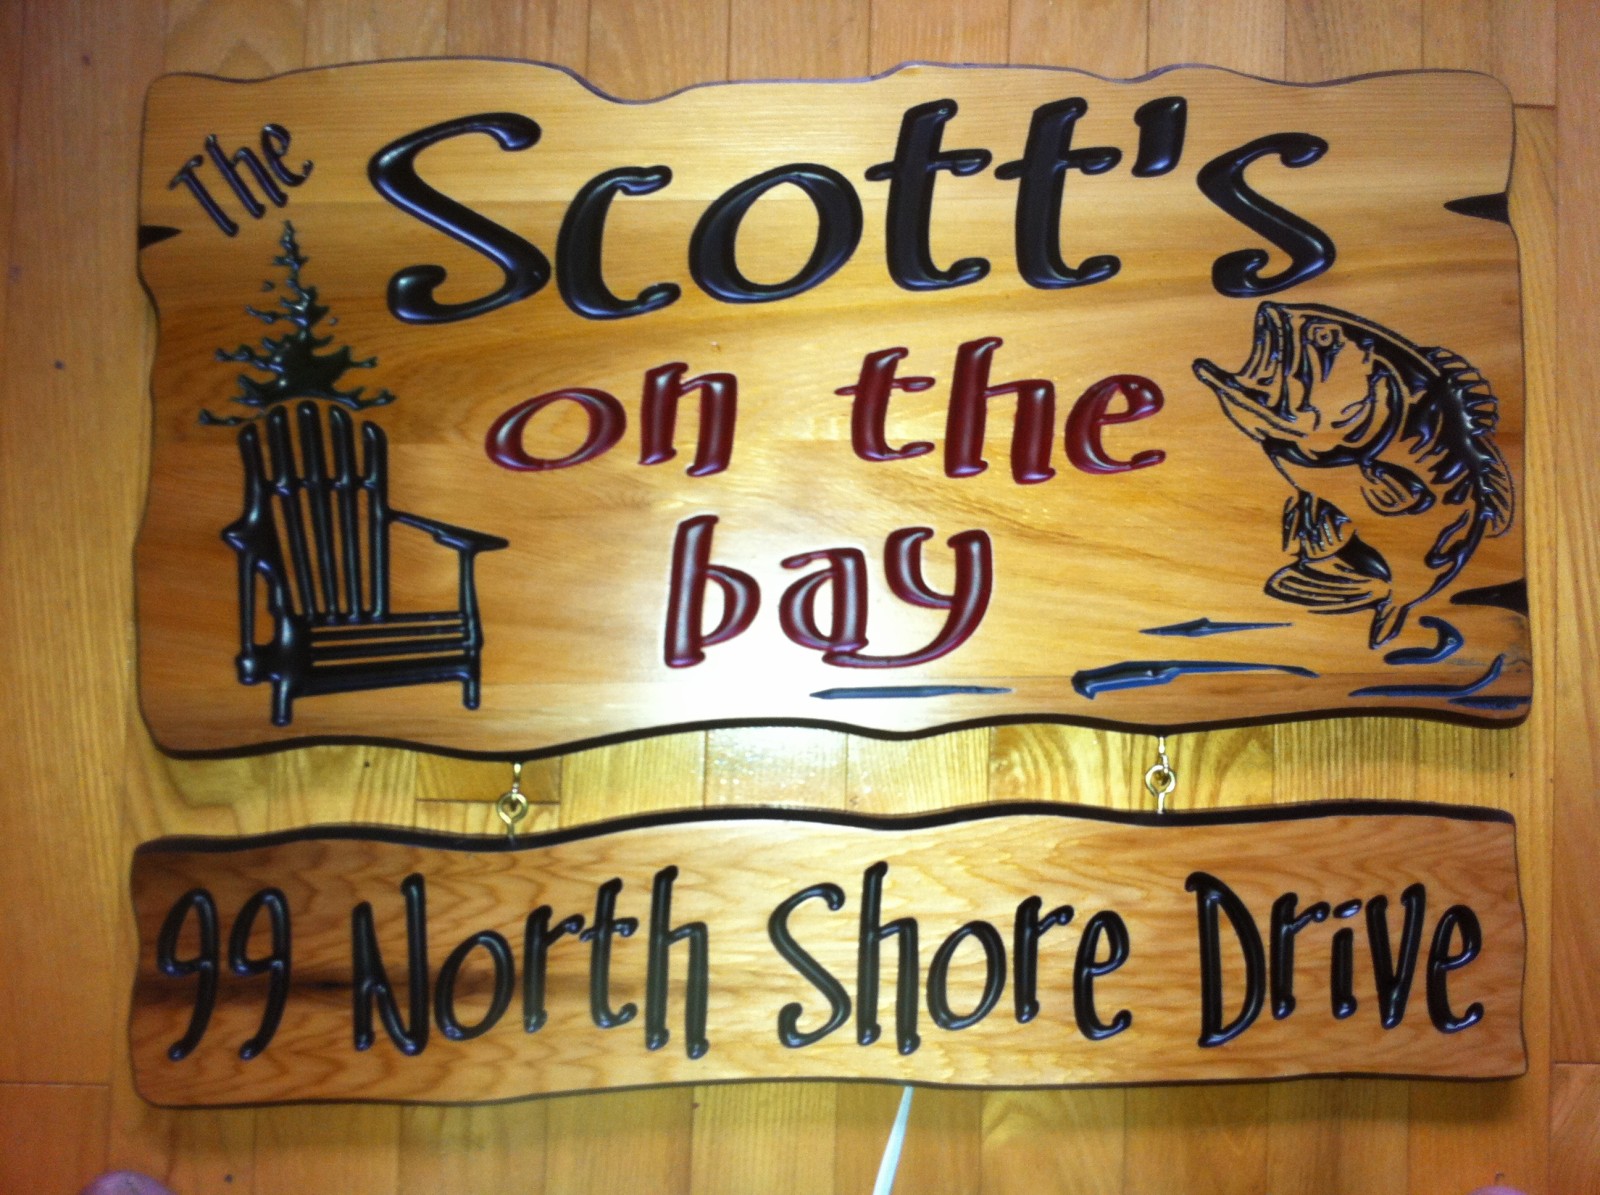 The Scott's
on the
bay
99 North Shore Drive